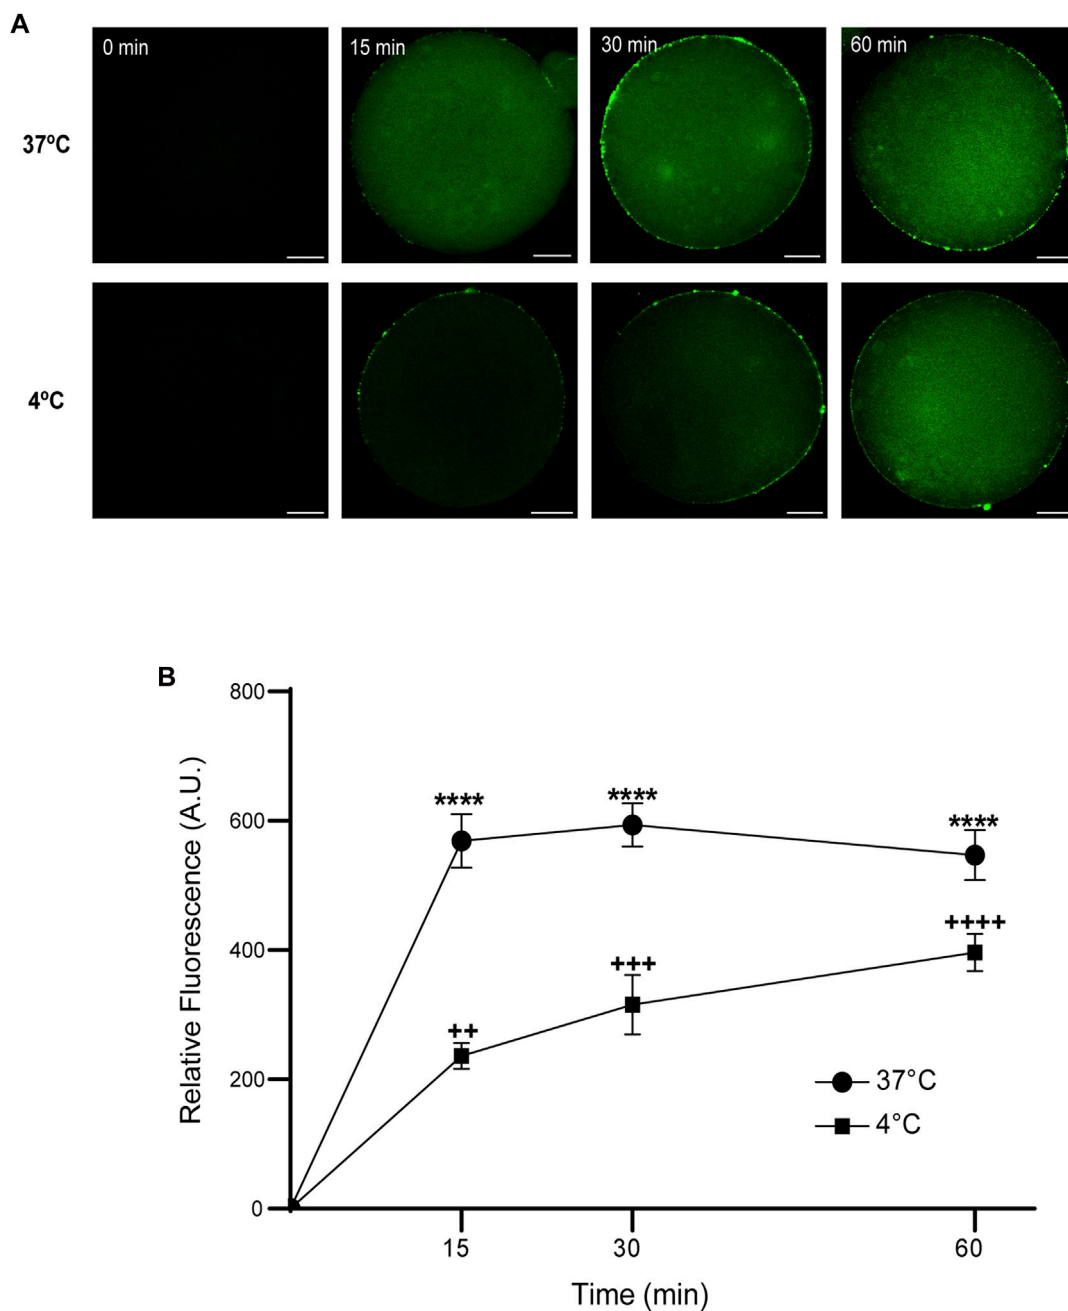 A
0 min 15 min 30 min 60 min
37ºC
4ºC
B
800
600
400
200
0
Relative Fluorescence (A.U.)
**** **** ****
++ +++ ++++
37°C
4°C
15 30 60
Time (min)